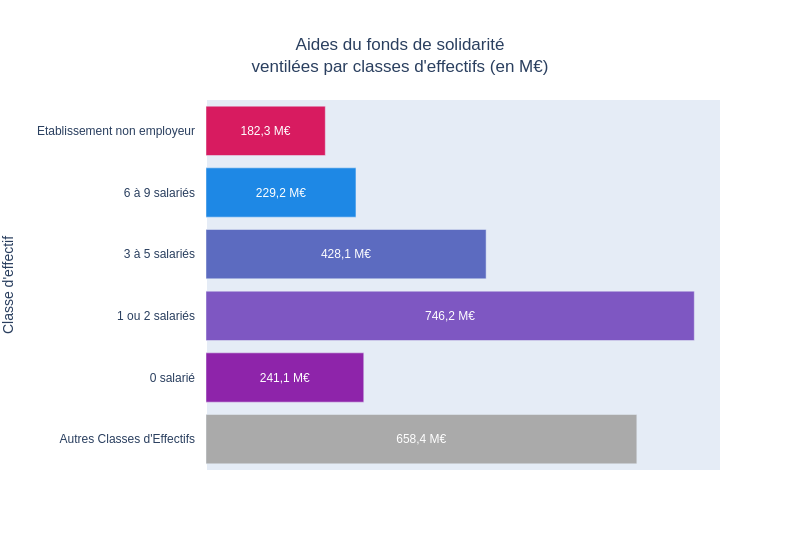 Aides du fonds de solidarité
ventilées par classes d'effectifs (en M€)
Etablissement non employeur
182,3 M€
6 à 9 salariés
229,2 M€
3 à 5 salariés
428,1 M€
1 ou 2 salariés
746,2 M€
0 salarié
241,1 M€
Autres Classes d'Effectifs
658,4 M€
Classe d'effectif